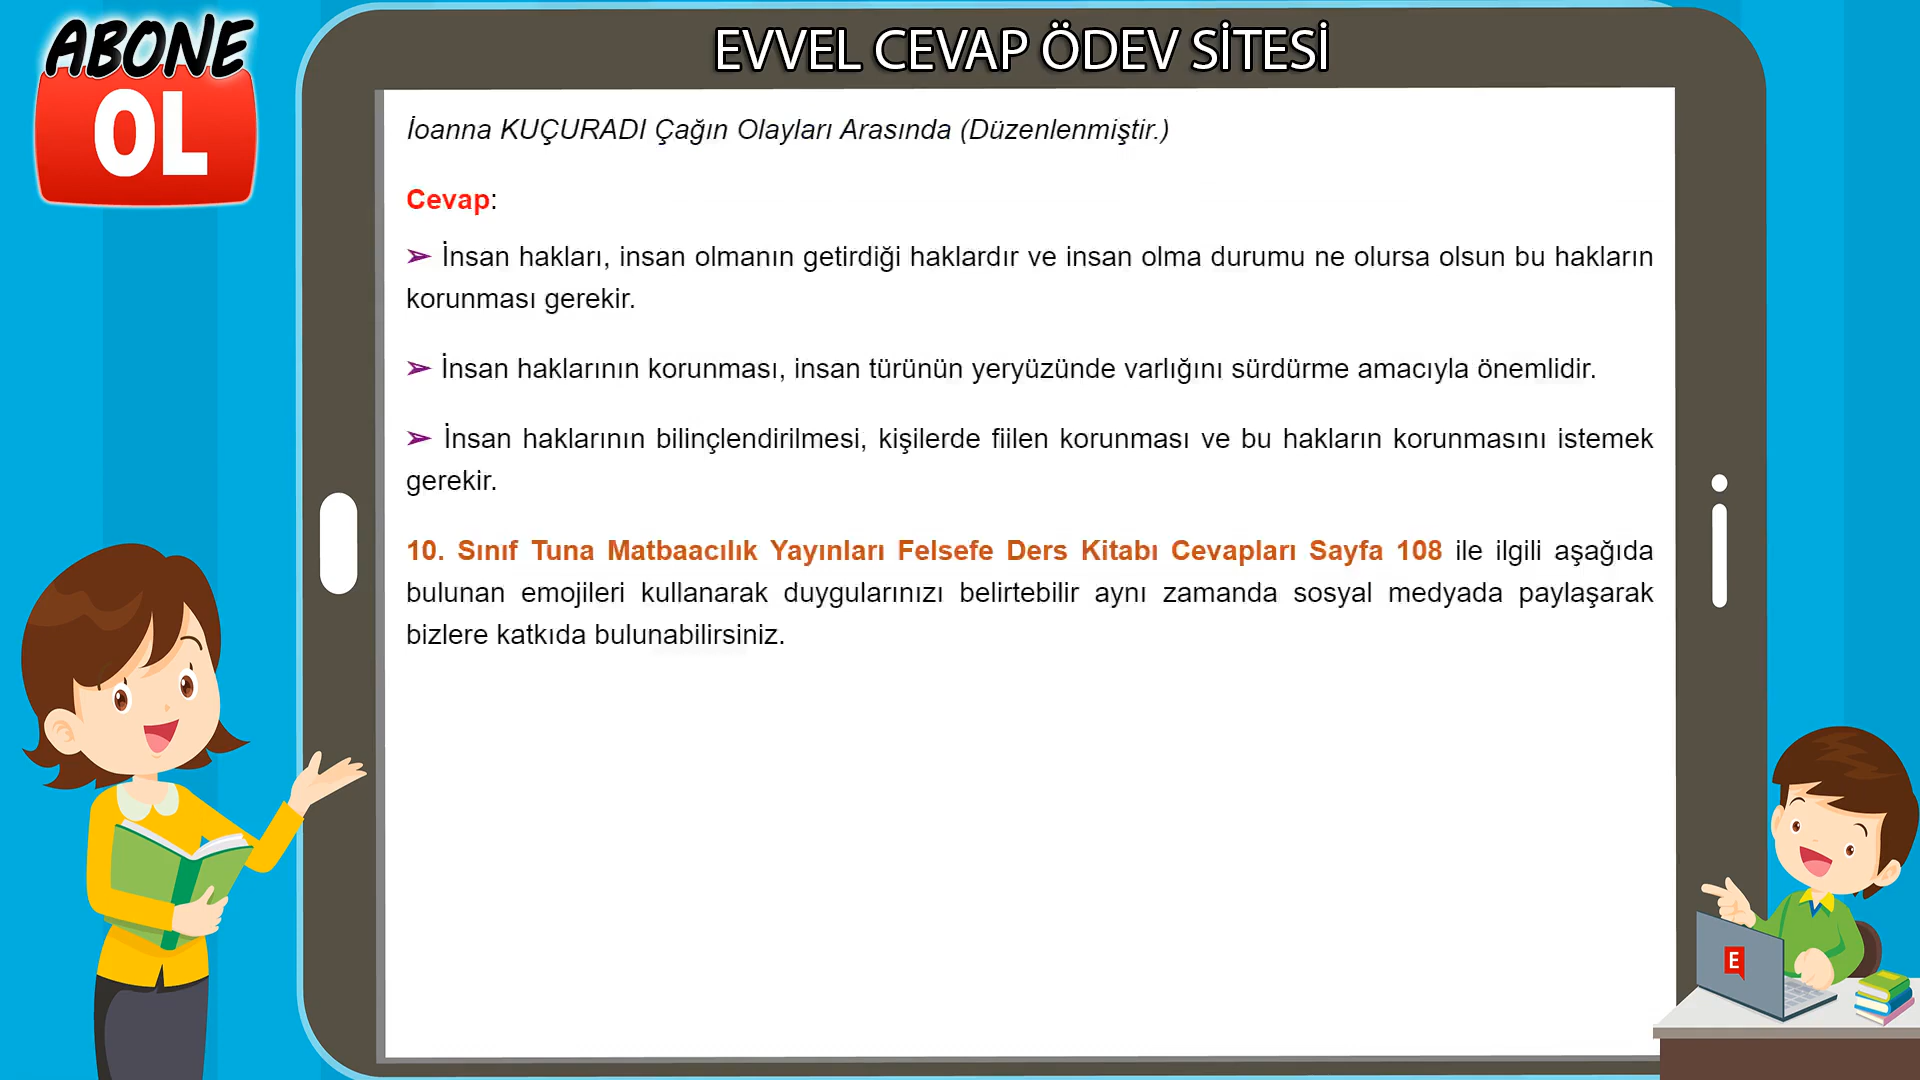 ABONE
OL
EVVEL CEVAP ÖDEV SİTESİ
İoanna KUÇURADI Çağın Olayları Arasında (Düzenlenmiştir.)
Cevap:
➢ İnsan hakları, insan olmanın getirdiği haklardır ve insan olma durumu ne olursa olsun bu hakların
korunması gerekir.
➢ İnsan haklarının korunması, insan türünün yeryüzünde varlığını sürdürme amacıyla önemlidir.
➢ İnsan haklarının bilinçlendirilmesi, kişilerde fiilen korunması ve bu hakların korunmasını istemek
gerekir.
10. Sınıf Tuna Matbaacılık Yayınları Felsefe Ders Kitabı Cevapları Sayfa 108 ile ilgili aşağıda
bulunan emojileri kullanarak duygularınızı belirtebilir aynı zamanda sosyal medyada paylaşarak
bizlere katkıda bulunabilirsiniz.
E